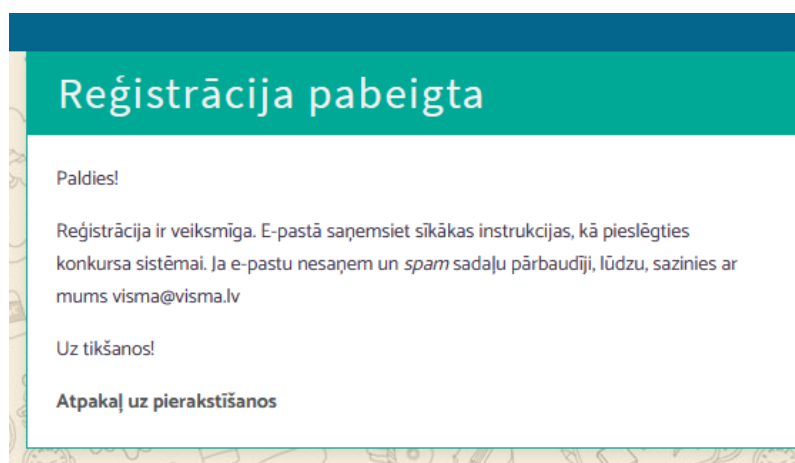 Reģistrācija pabeigta
Paldies!
Reģistrācija ir veiksmīga. E-pastā saņemsiet sīkākas instrukcijas, kā pieslēgties
konkursa sistēmai. Ja e-pastu nesaņem un spam sadaļu pārbaudīji, lūdzu, sazinies ar
mums visma@visma.lv
Uz tikšanos!
Atpakaļ uz pierakstīšanos